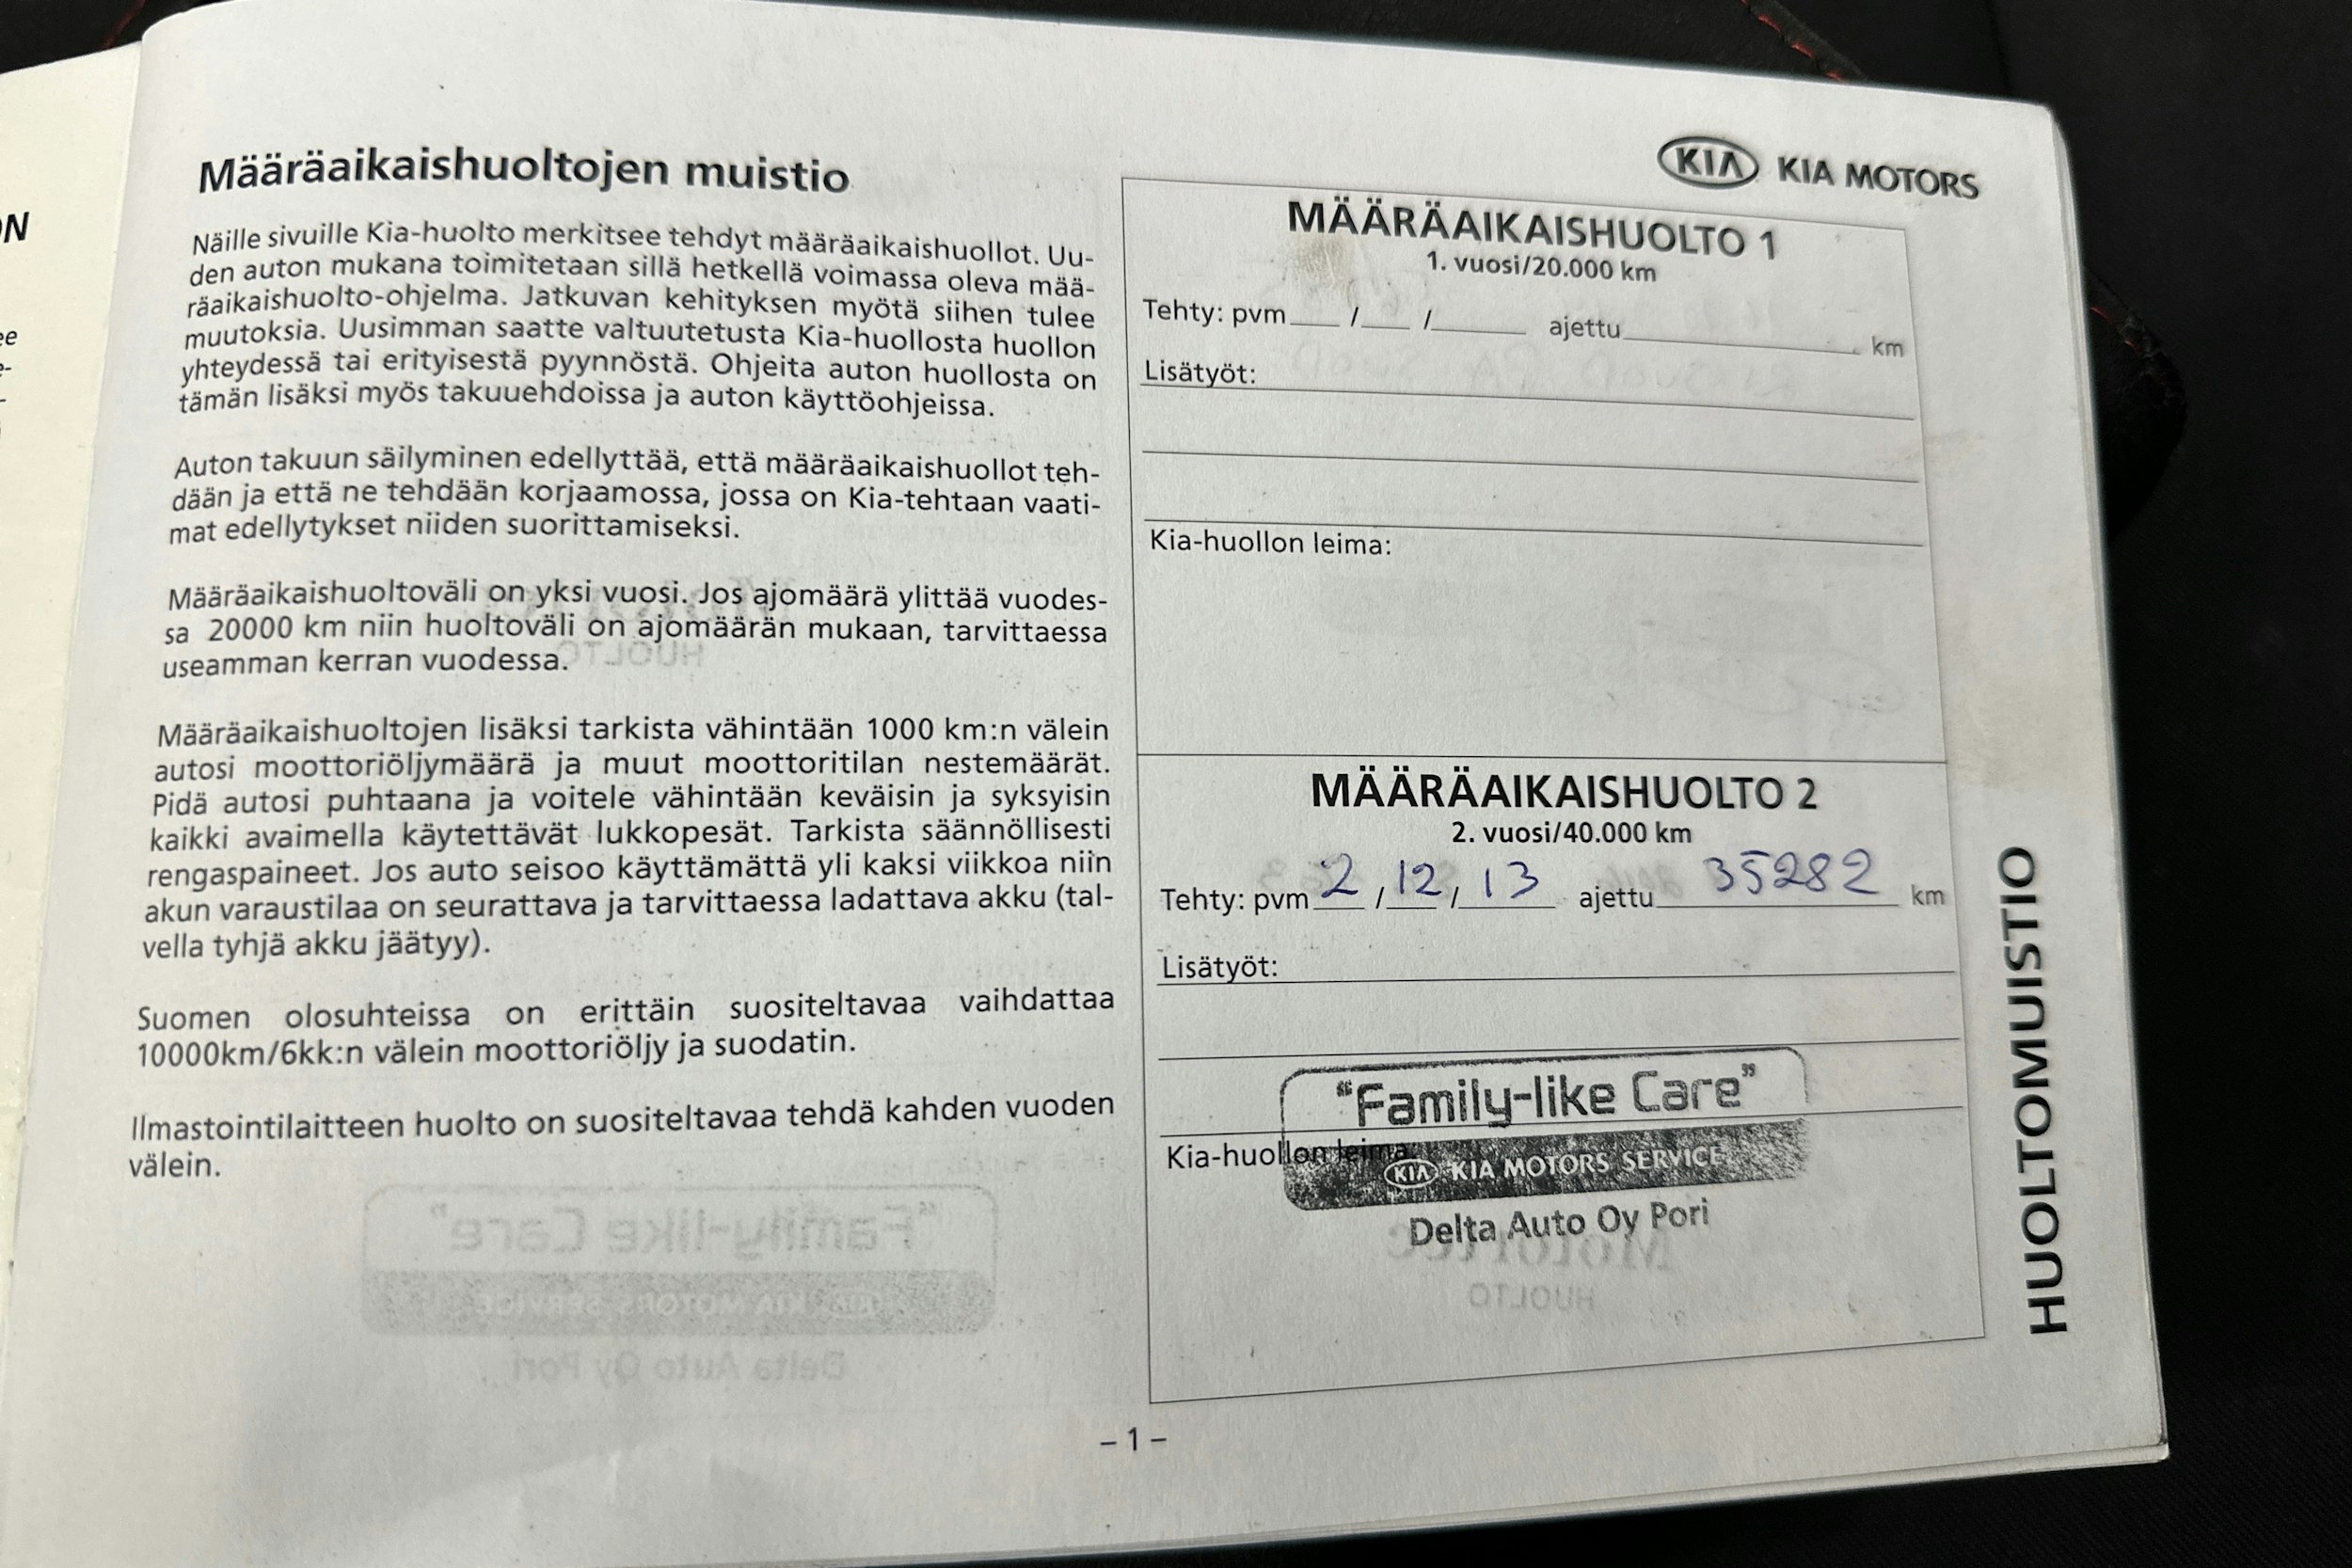 ON
Määräaikaishuoltojen muistio
Näille sivuille Kia-huolto merkitsee tehdyt määräaikaishuollot. Uu-
den auton mukana toimitetaan sillä hetkellä voimassa oleva mää-
räaikaishuolto-ohjelma. Jatkuvan kehityksen myötä siihen tulee
muutoksia. Uusimman saatte valtuutetusta Kia-huollosta huollon
yhteydessä tai erityisestä pyynnöstä. Ohjeita auton huollosta on
tämän lisäksi myös takuuehdoissa ja auton käyttöohjeissa.
Auton takuun säilyminen edellyttää, että määräaikaishuollot teh-
dään ja että ne tehdään korjaamossa, jossa on Kia-tehtaan vaati-
mat edellytykset niiden suorittamiseksi.
Määräaikaishuoltoväli on yksi vuosi. Jos ajomäärä ylittää vuodes-
sa 20000 km niin huoltoväli on ajomäärän mukaan, tarvittaessa
useamman kerran vuodessa.
Määräaikaishuoltojen lisäksi tarkista vähintään 1000 km:n välein
autosi moottoriöljymäärä ja muut moottoritilan nestemäärät.
Pidä autosi puhtaana ja voitele vähintään keväisin ja syksyisin
kaikki avaimella käytettävät lukkopesät. Tarkista säännöllisesti
rengaspaineet. Jos auto seisoo käyttämättä yli kaksi viikkoa niin
akun varaustilaa on seurattava ja tarvittaessa ladattava akku (tal-
vella tyhjä akku jäätyy).
Suomen olosuhteissa on erittäin suositeltavaa vaihdattaa
10000km/6kk:n välein moottoriöljy ja suodatin.
Ilmastointilaitteen huolto on suositeltavaa tehdä kahden vuoden
välein.
KIA KIA MOTORS
MÄÄRÄAIKAISHUOLTO 1
1. vuosi/20.000 km
Tehty: pvm___ /___ /______ ajettu______________ km
Lisätyöt:
Kia-huollon leima:
MÄÄRÄAIKAISHUOLTO 2
2. vuosi/40.000 km
Tehty: pvm 2 / 12 / 13 ajettu 35282 km
Lisätyöt:
"Family-like Care"
Kia-huollon leima:
KIA KIA MOTORS SERVICE
Delta Auto Oy Pori
HUOLTOMUISTIO
– 1 –